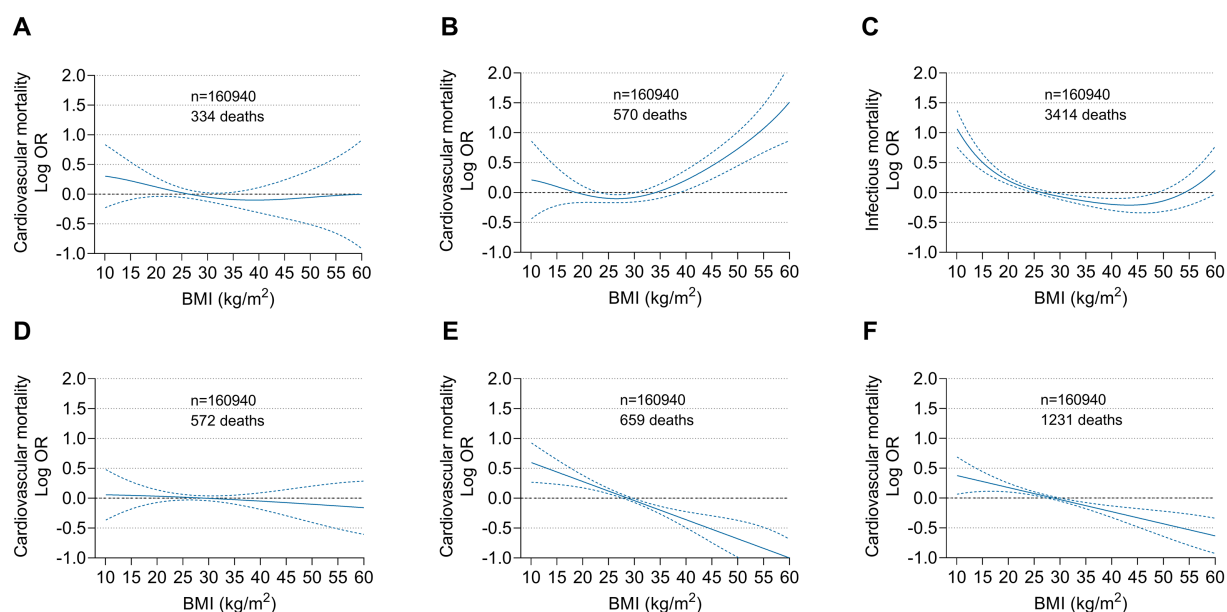 A
Cardiovascular mortality
Log OR
2.0
1.5
1.0
0.5
0.0
-0.5
-1.0
n=160940
334 deaths
10 15 20 25 30 35 40 45 50 55 60
BMI (kg/m²)
B
Cardiovascular mortality
Log OR
2.0
1.5
1.0
0.5
0.0
-0.5
-1.0
n=160940
570 deaths
10 15 20 25 30 35 40 45 50 55 60
BMI (kg/m²)
C
Infectious mortality
Log OR
2.0
1.5
1.0
0.5
0.0
-0.5
-1.0
n=160940
3414 deaths
10 15 20 25 30 35 40 45 50 55 60
BMI (kg/m²)
D
Cardiovascular mortality
Log OR
2.0
1.5
1.0
0.5
0.0
-0.5
-1.0
n=160940
572 deaths
10 15 20 25 30 35 40 45 50 55 60
BMI (kg/m²)
E
Cardiovascular mortality
Log OR
2.0
1.5
1.0
0.5
0.0
-0.5
-1.0
n=160940
659 deaths
10 15 20 25 30 35 40 45 50 55 60
BMI (kg/m²)
F
Cardiovascular mortality
Log OR
2.0
1.5
1.0
0.5
0.0
-0.5
-1.0
n=160940
1231 deaths
10 15 20 25 30 35 40 45 50 55 60
BMI (kg/m²)